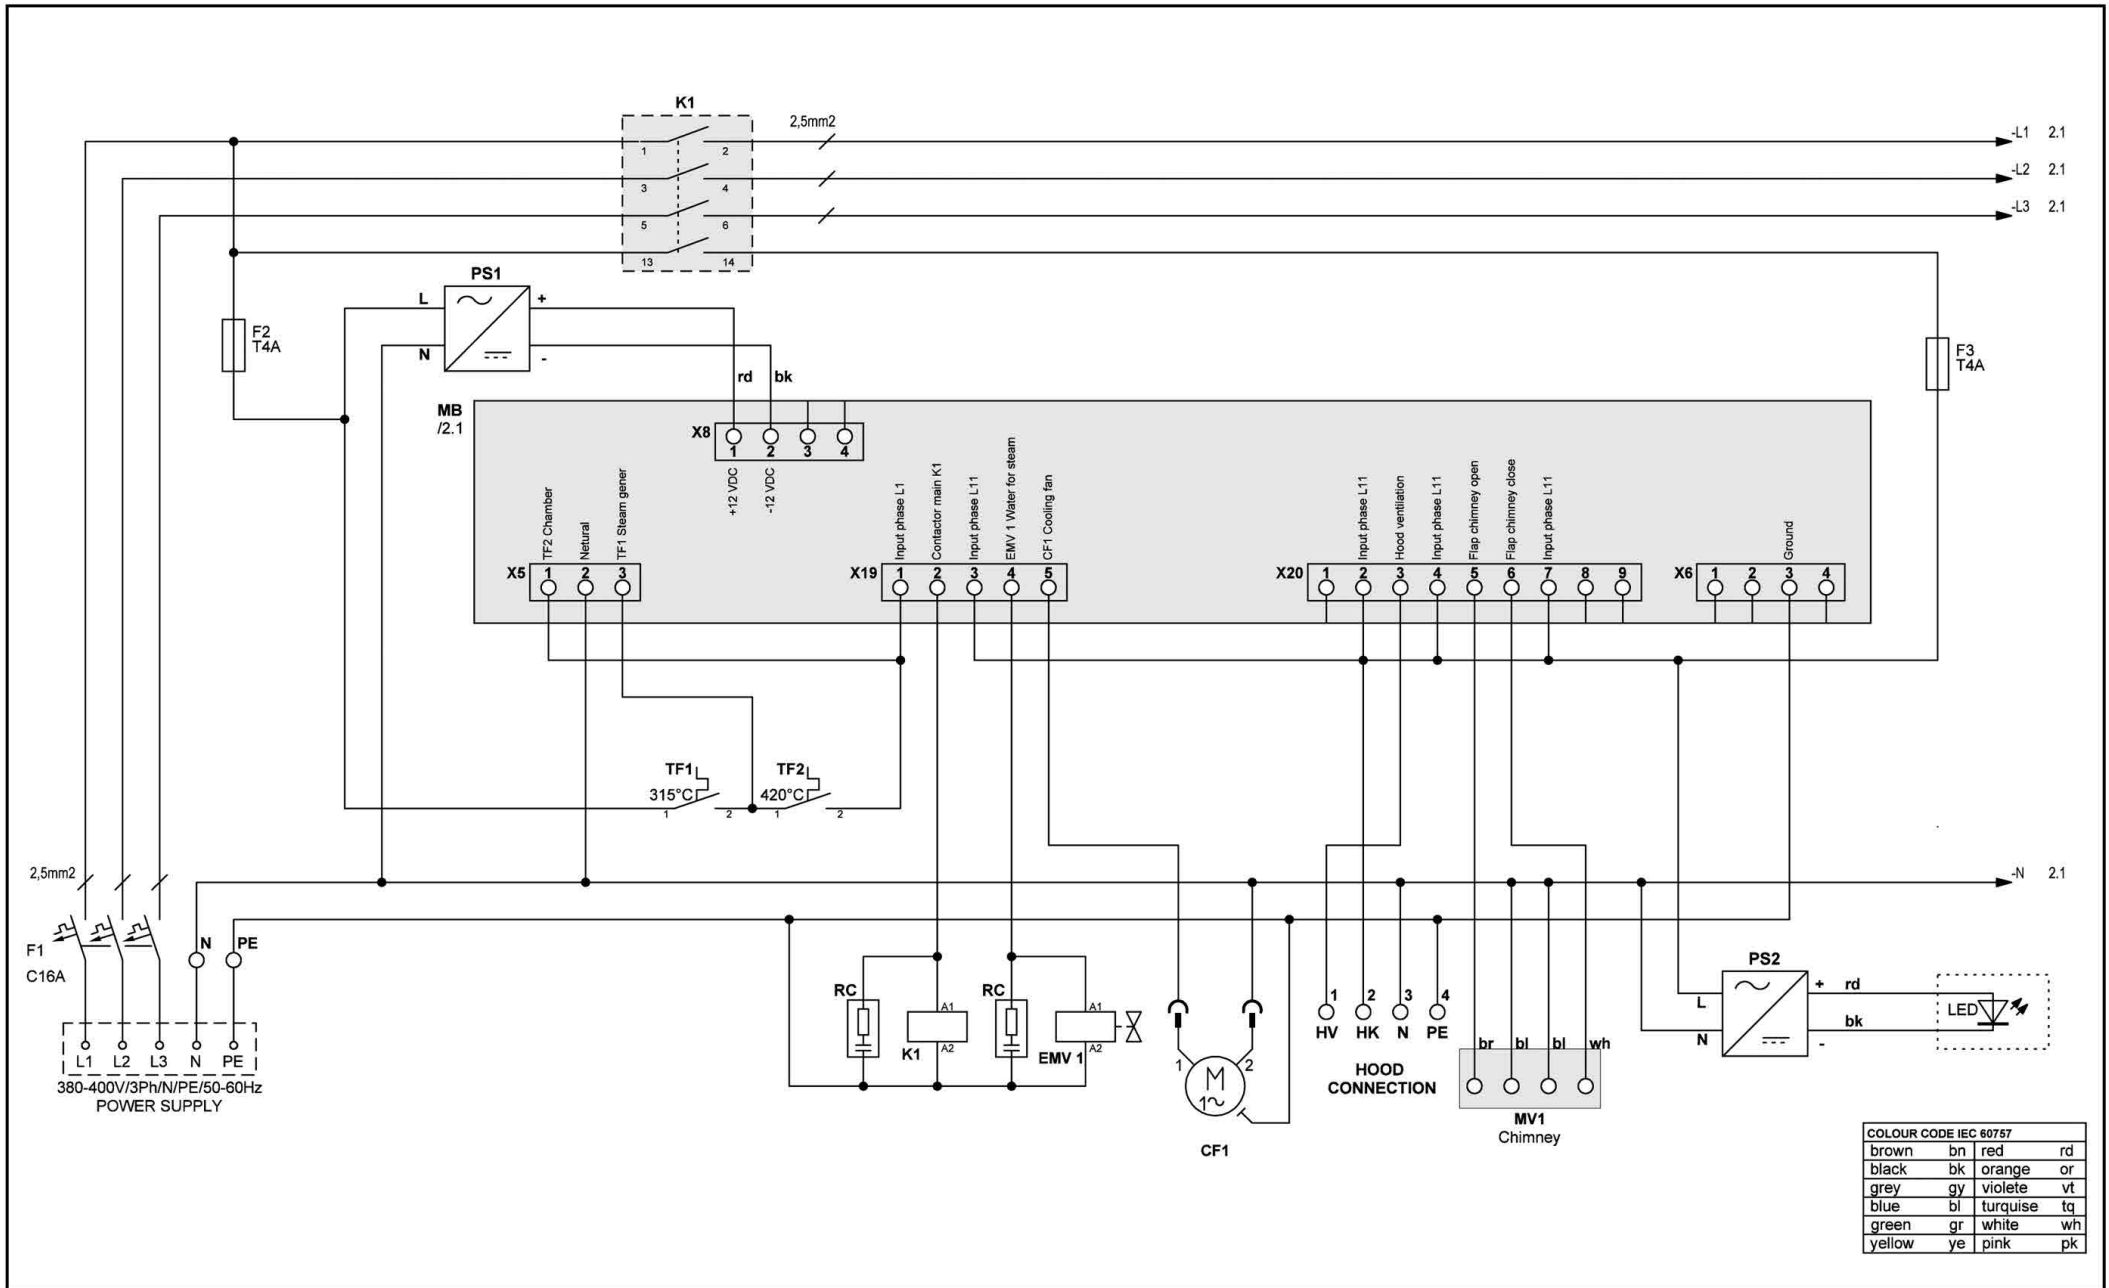 K1
2,5mm2
-L1 2.1
1 2
-L2 2.1
3 4
-L3 2.1
5 6
13 14
PS1
L +
N -
F2
T4A
F3
T4A
rd bk
MB
/2.1
X8
1 2 3 4
+12 VDC
-12 VDC
TF2 Chamber
Netural
TF1 Steam gener
Input phase L1
Contactor main K1
Input phase L11
EMV 1 Water for steam
CF1 Cooling fan
Input phase L11
Hood ventilation
Input phase L11
Flap chimney open
Flap chimney close
Input phase L11
Ground
X5 1 2 3
X19 1 2 3 4 5
X20 1 2 3 4 5 6 7 8 9
X6 1 2 3 4
TF1 TF2
315°C 420°C
1 2 1 2
2,5mm2
-N 2.1
F1
C16A
N PE
L1 L2 L3 N PE
380-400V/3Ph/N/PE/50-60Hz
POWER SUPPLY
RC
K1
A1
A2
RC
EMV 1
A1
A2
1 2
M
1~
CF1
1 2 3 4
HV HK N PE
HOOD
CONNECTION
br bl bl wh
MV1
Chimney
PS2
L + rd
N - bk
LED
COLOUR CODE IEC 60757
brown bn red rd
black bk orange or
grey gy violete vt
blue bl turquise tq
green gr white wh
yellow ye pink pk